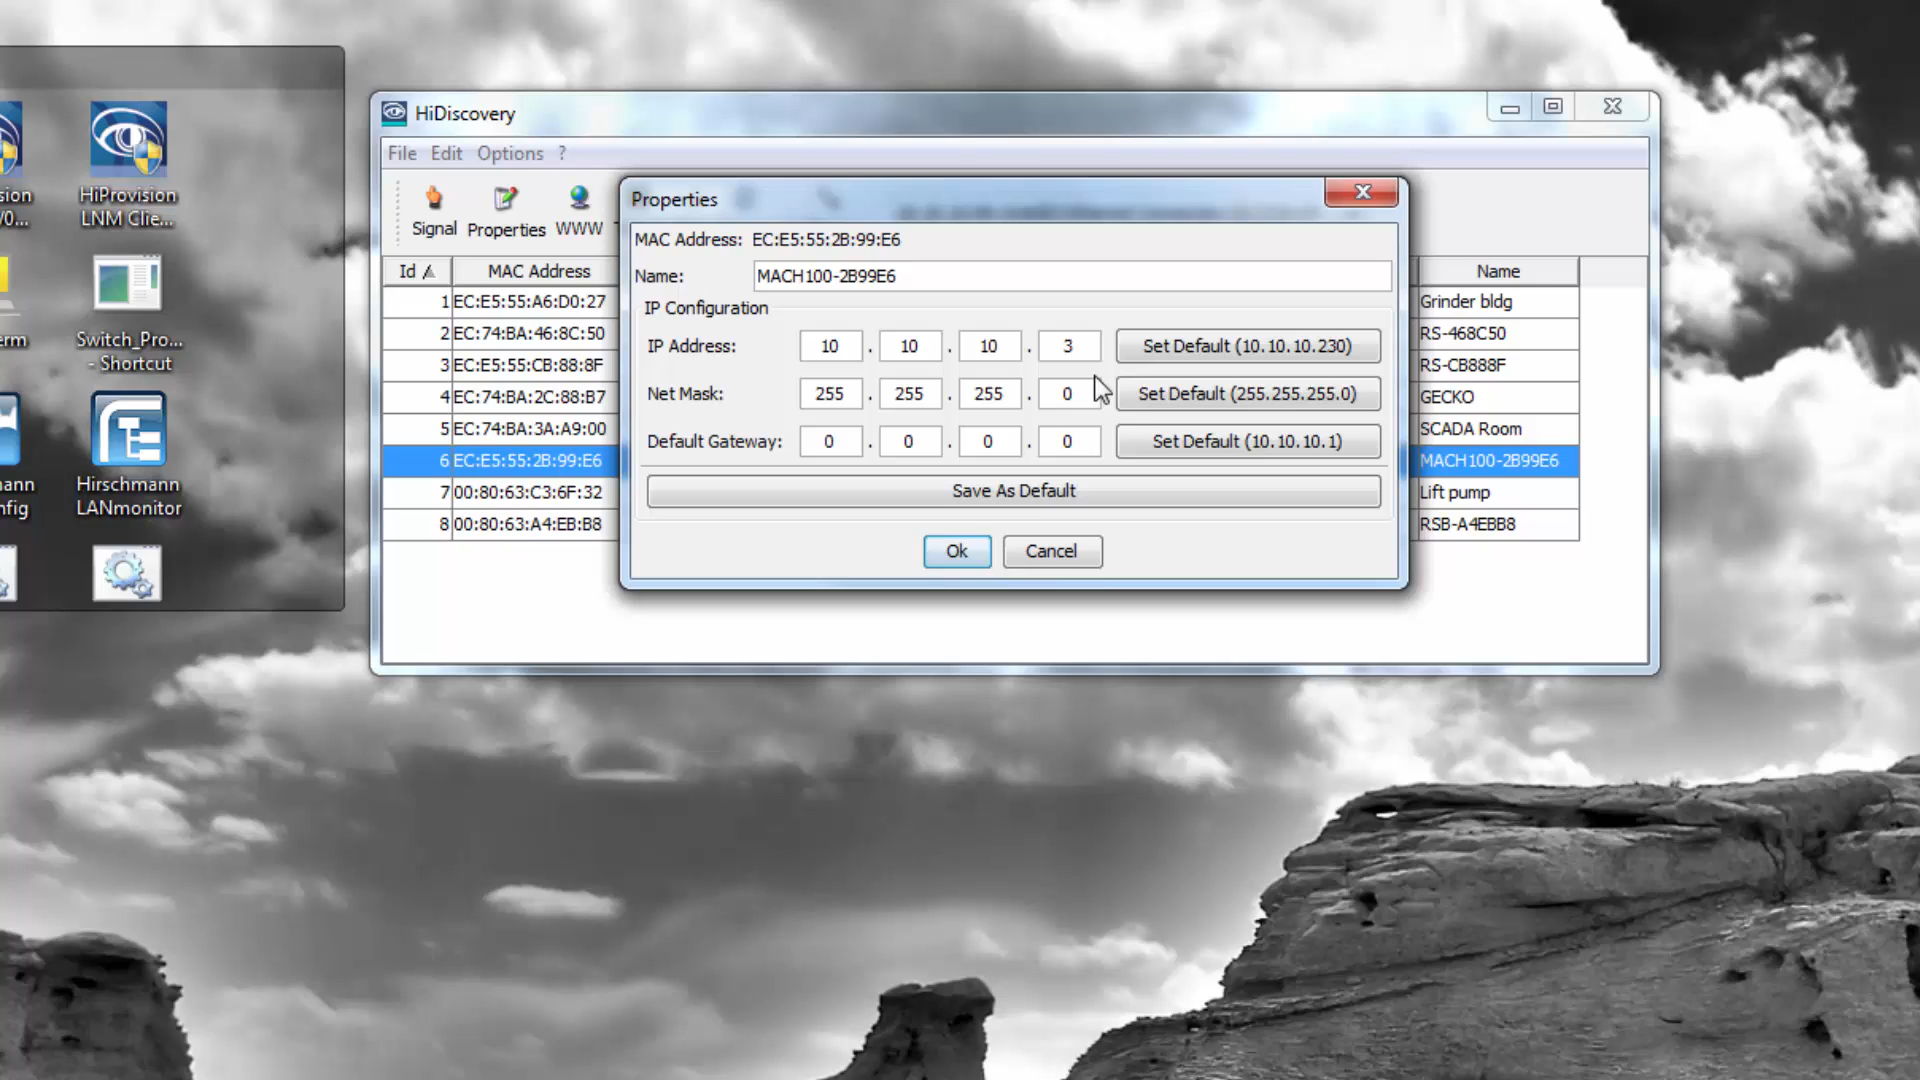 HiDiscovery
File Edit Options ?
Signal Properties WWW
Id MAC Address Name
1 EC:E5:55:A6:D0:27 Grinder bldg
2 EC:74:BA:46:8C:50 RS-468C50
3 EC:E5:55:CB:88:8F RS-CB888F
4 EC:74:BA:2C:88:B7 GECKO
5 EC:74:BA:3A:A9:00 SCADA Room
6 EC:E5:55:2B:99:E6 MACH100-2B99E6
7 00:80:63:C3:6F:32 Lift pump
8 00:80:63:A4:EB:B8 RSB-A4EBB8
Properties
MAC Address: EC:E5:55:2B:99:E6
Name: MACH100-2B99E6
IP Configuration
IP Address: 10 . 10 . 10 . 3 Set Default (10.10.10.230)
Net Mask: 255 . 255 . 255 . 0 Set Default (255.255.255.0)
Default Gateway: 0 . 0 . 0 . 0 Set Default (10.10.10.1)
Save As Default
Ok Cancel
sion
/0...
HiProvision
LNM Clie...
erm
Switch_Pro...
- Shortcut
ann
nfig
Hirschmann
LANmonitor